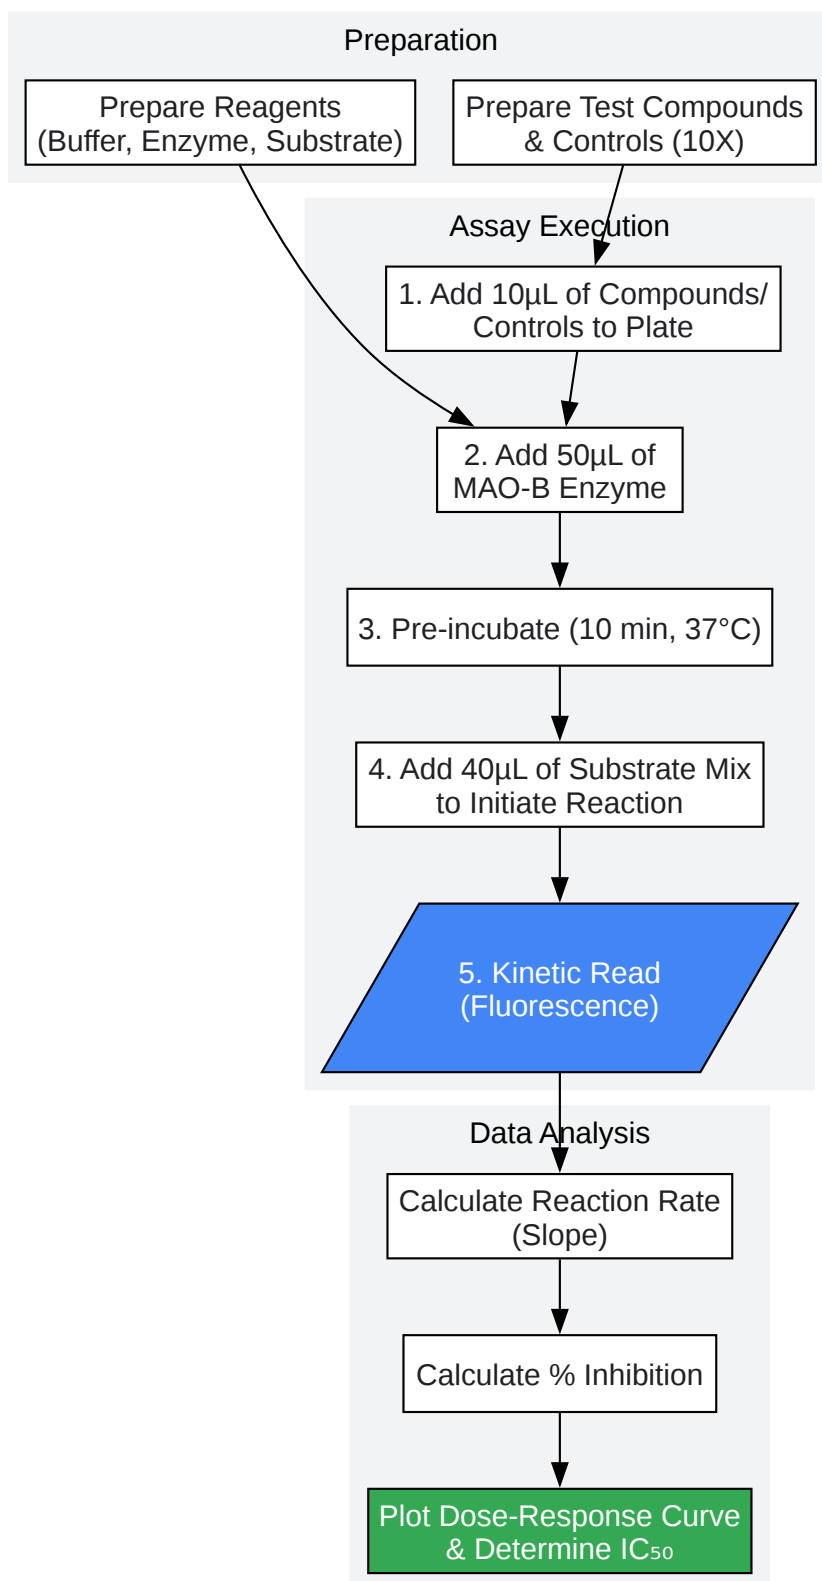 Preparation
Prepare Reagents
(Buffer, Enzyme, Substrate)
Prepare Test Compounds
& Controls (10X)
Assay Execution
1. Add 10µL of Compounds/
Controls to Plate
2. Add 50µL of
MAO-B Enzyme
3. Pre-incubate (10 min, 37°C)
4. Add 40µL of Substrate Mix
to Initiate Reaction
5. Kinetic Read
(Fluorescence)
Data Analysis
Calculate Reaction Rate
(Slope)
Calculate % Inhibition
Plot Dose-Response Curve
& Determine IC₅₀